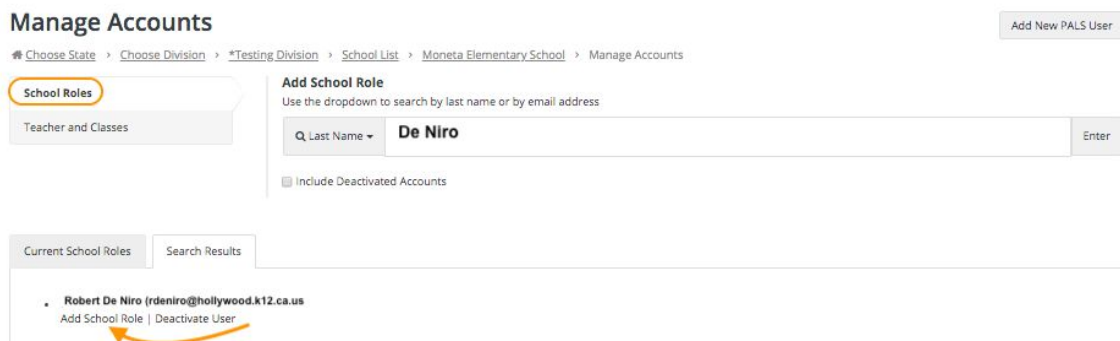 Manage Accounts
Add New PALS User
Choose State › Choose Division › *Testing Division › School List › Moneta Elementary School › Manage Accounts
School Roles
Teacher and Classes
Add School Role
Use the dropdown to search by last name or by email address
Last Name De Niro Enter
Include Deactivated Accounts
Current School Roles Search Results
Robert De Niro (rdeniro@hollywood.k12.ca.us
Add School Role | Deactivate User